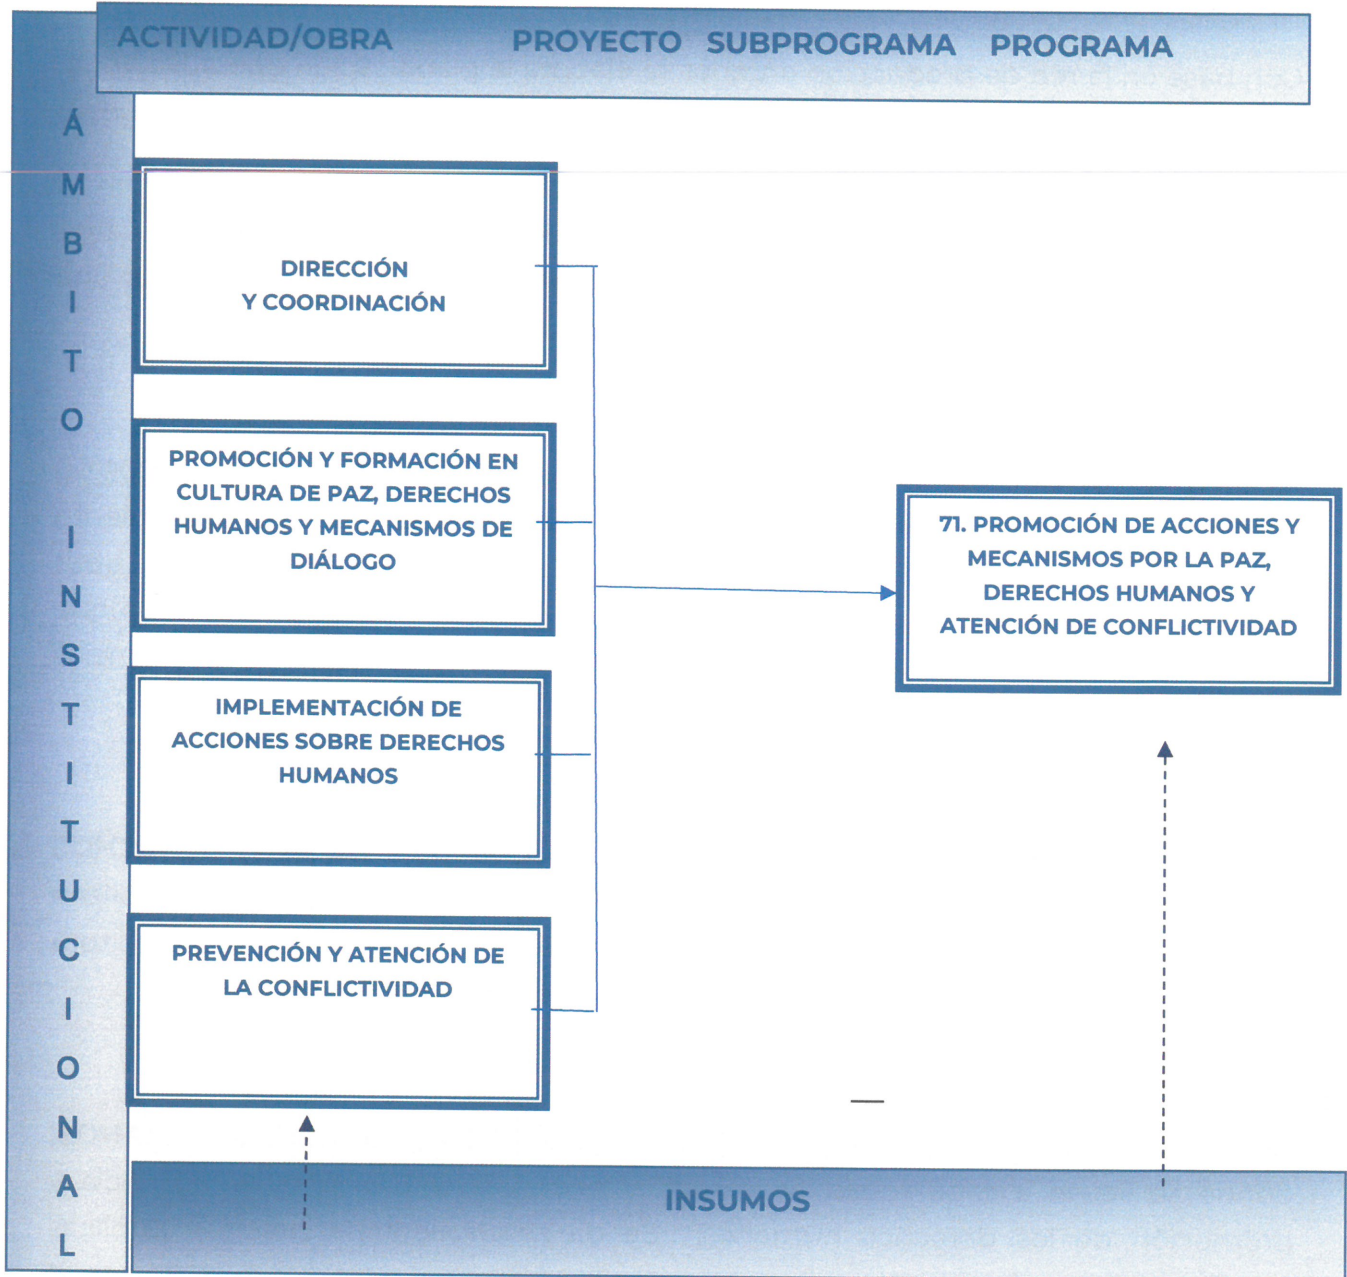 ACTIVIDAD/OBRA PROYECTO SUBPROGRAMA PROGRAMA
ÁMBITO INSTITUCIONAL
DIRECCIÓN
Y COORDINACIÓN
PROMOCIÓN Y FORMACIÓN EN
CULTURA DE PAZ, DERECHOS
HUMANOS Y MECANISMOS DE
DIÁLOGO
IMPLEMENTACIÓN DE
ACCIONES SOBRE DERECHOS
HUMANOS
PREVENCIÓN Y ATENCIÓN DE
LA CONFLICTIVIDAD
71. PROMOCIÓN DE ACCIONES Y
MECANISMOS POR LA PAZ,
DERECHOS HUMANOS Y
ATENCIÓN DE CONFLICTIVIDAD
INSUMOS